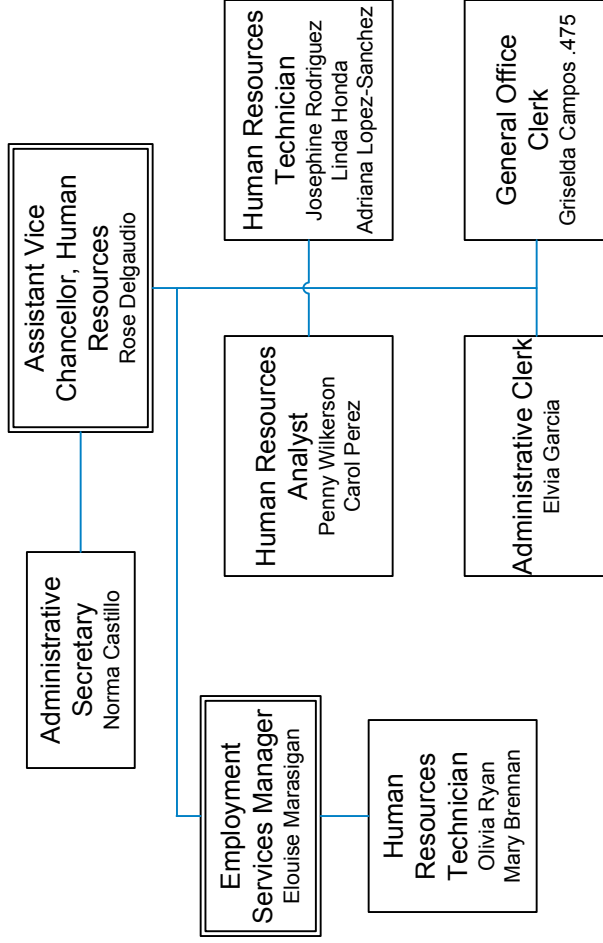 Assistant Vice
Chancellor, Human
Resources
Rose Delgaudio
Administrative
Secretary
Norma Castillo
Employment
Services Manager
Elouise Marasigan
Human Resources
Analyst
Penny Wilkerson
Carol Perez
Human Resources
Technician
Josephine Rodriguez
Linda Honda
Adriana Lopez-Sanchez
Human
Resources
Technician
Olivia Ryan
Mary Brennan
Administrative Clerk
Elvia Garcia
General Office
Clerk
Griselda Campos .475